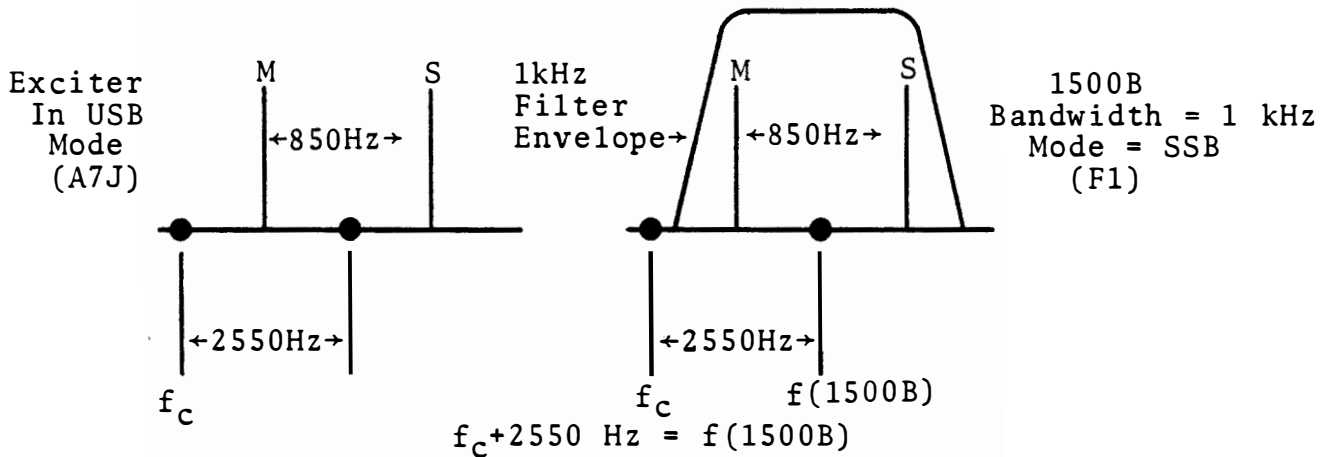 Exciter
In USB
Mode
(A7J)
M
S
←850Hz→
←2550Hz→
fc
1kHz
Filter
Envelope→
M
S
←850Hz→
←2550Hz→
fc
f(1500B)
1500B
Bandwidth = 1 kHz
Mode = SSB
(F1)
fc+2550 Hz = f(1500B)